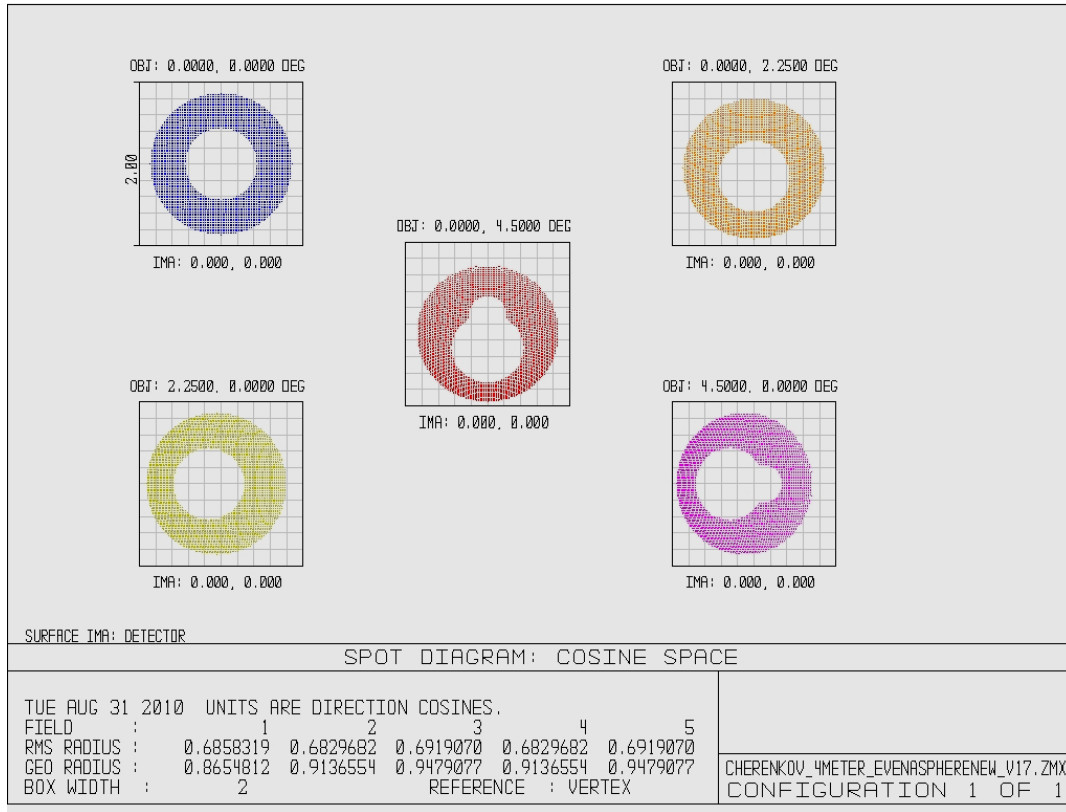 OBJ: 0.0000, 0.0000 DEG
OBJ: 0.0000, 2.2500 DEG
2.00
IMA: 0.000, 0.000
IMA: 0.000, 0.000
OBJ: 0.0000, 4.5000 DEG
IMA: 0.000, 0.000
OBJ: 2.2500, 0.0000 DEG
OBJ: 4.5000, 0.0000 DEG
IMA: 0.000, 0.000
IMA: 0.000, 0.000
SURFACE IMA: DETECTOR
SPOT DIAGRAM: COSINE SPACE
TUE AUG 31 2010 UNITS ARE DIRECTION COSINES.
FIELD : 1 2 3 4 5
RMS RADIUS : 0.6858319 0.6829682 0.6919070 0.6829682 0.6919070
GEO RADIUS : 0.8654812 0.9136554 0.9479077 0.9136554 0.9479077
BOX WIDTH : 2 REFERENCE : VERTEX
CHERENKOV_4METER_EVENASPHERENEW_V17.ZMX
CONFIGURATION 1 OF 1